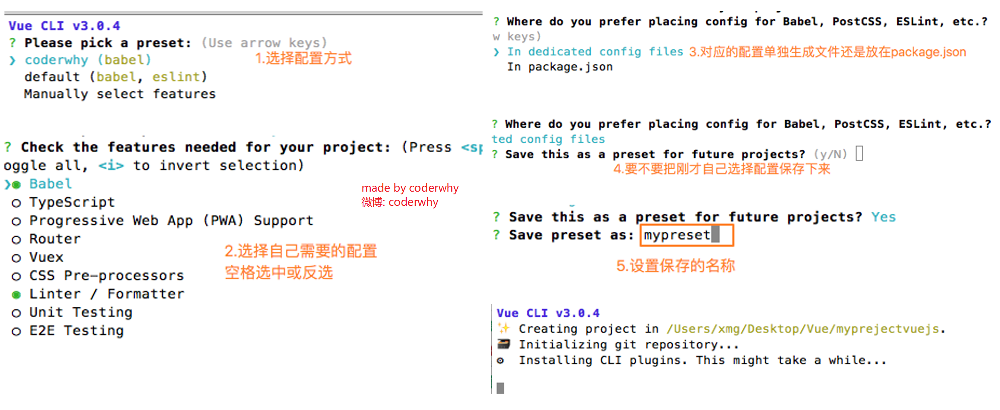 Vue CLI v3.0.4
? Please pick a preset: (Use arrow keys)
❯ coderwhy (babel)
default (babel, eslint)
Manually select features
1.选择配置方式
? Check the features needed for your project: (Press <sp
oggle all, <i> to invert selection)
❯◉ Babel
◯ TypeScript
◯ Progressive Web App (PWA) Support
◯ Router
◯ Vuex
◯ CSS Pre-processors
◉ Linter / Formatter
◯ Unit Testing
◯ E2E Testing
made by coderwhy
微博: coderwhy
2.选择自己需要的配置
空格选中或反选
? Where do you prefer placing config for Babel, PostCSS, ESLint, etc.?
w keys)
❯ In dedicated config files 3.对应的配置单独生成文件还是放在package.json
In package.json
? Where do you prefer placing config for Babel, PostCSS, ESLint, etc.?
ted config files
? Save this as a preset for future projects? (y/N)
4.要不要把刚才自己选择配置保存下来
? Save this as a preset for future projects? Yes
? Save preset as: mypreset
5.设置保存的名称
Vue CLI v3.0.4
✨ Creating project in /Users/xmg/Desktop/Vue/myprejectvuejs.
🗃 Initializing git repository...
⚙ Installing CLI plugins. This might take a while...